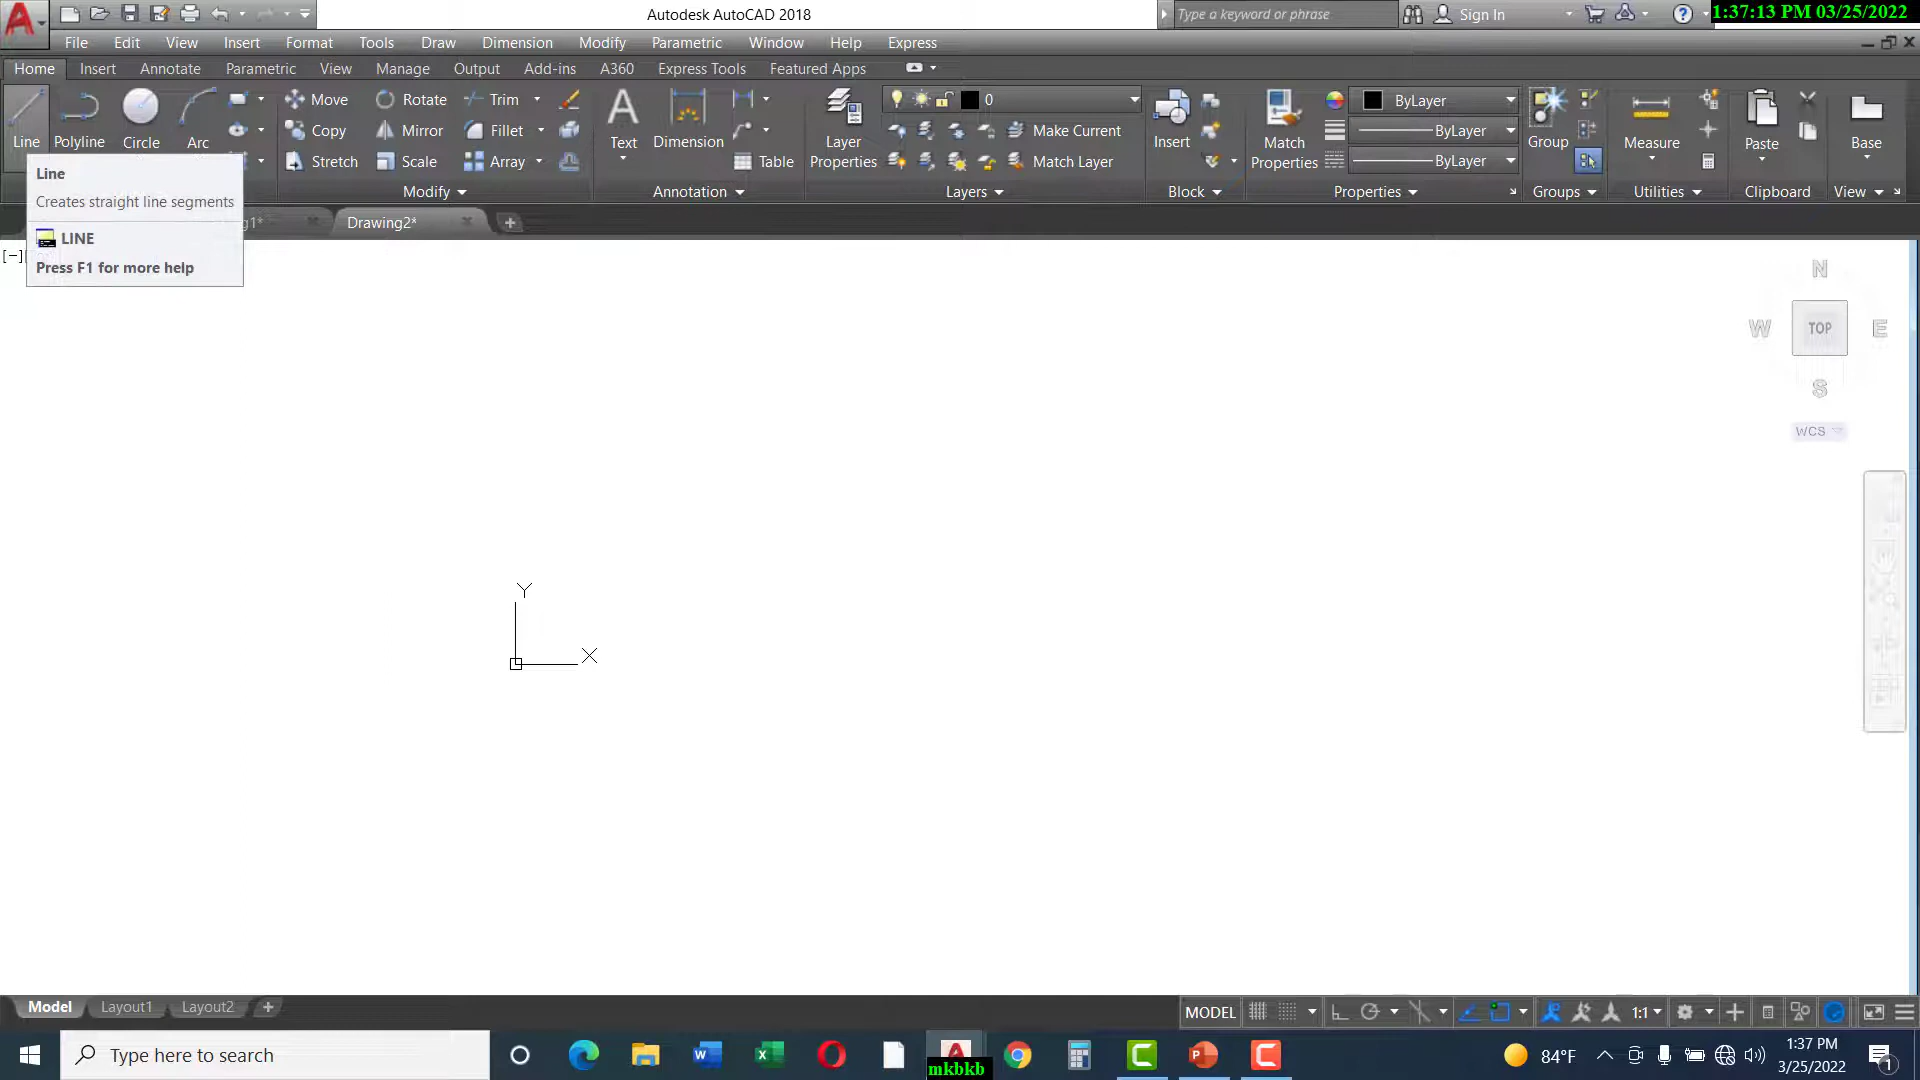 Autodesk AutoCAD 2018
Type a keyword or phrase
Sign In
1:37:13 PM 03/25/2022
File Edit View Insert Format Tools Draw Dimension Modify Parametric Window Help Express
Home Insert Annotate Parametric View Manage Output Add-ins A360 Express Tools Featured Apps
Line Polyline Circle Arc
Move Rotate Trim
Copy Mirror Fillet
Stretch Scale Array
Modify
Text Dimension Table
Annotation
Layer
Properties
0
Make Current
Match Layer
Layers
Insert
Block
Match
Properties
ByLayer
ByLayer
ByLayer
Properties
Group
Groups
Measure
Utilities
Paste
Clipboard
Base
View
Line
Creates straight line segments
LINE
Press F1 for more help
g1*
Drawing2*
[−]
N
W TOP E
S
WCS
Y
X
Model Layout1 Layout2
MODEL 1:1
Type here to search
mkbkb
84°F
1:37 PM
3/25/2022
1